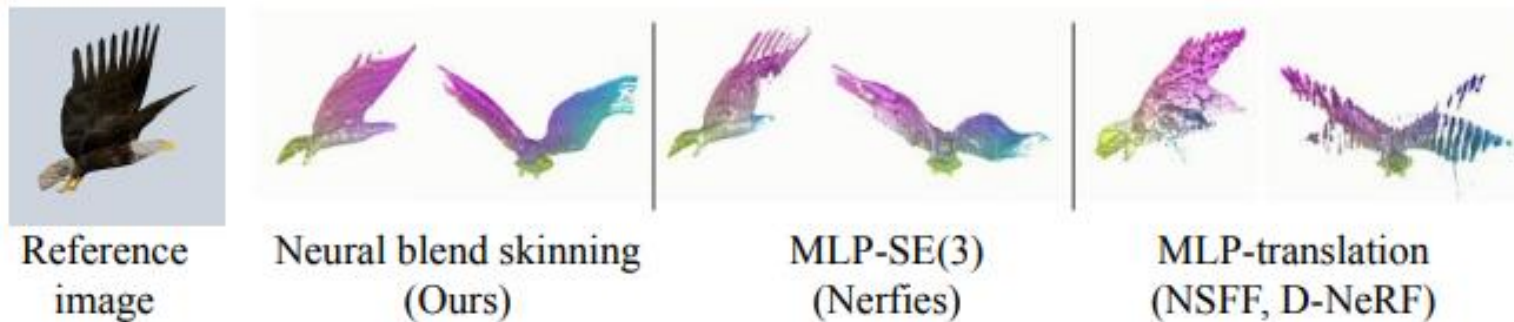 Reference
image
Neural blend skinning
(Ours)
MLP-SE(3)
(Nerfies)
MLP-translation
(NSFF, D-NeRF)